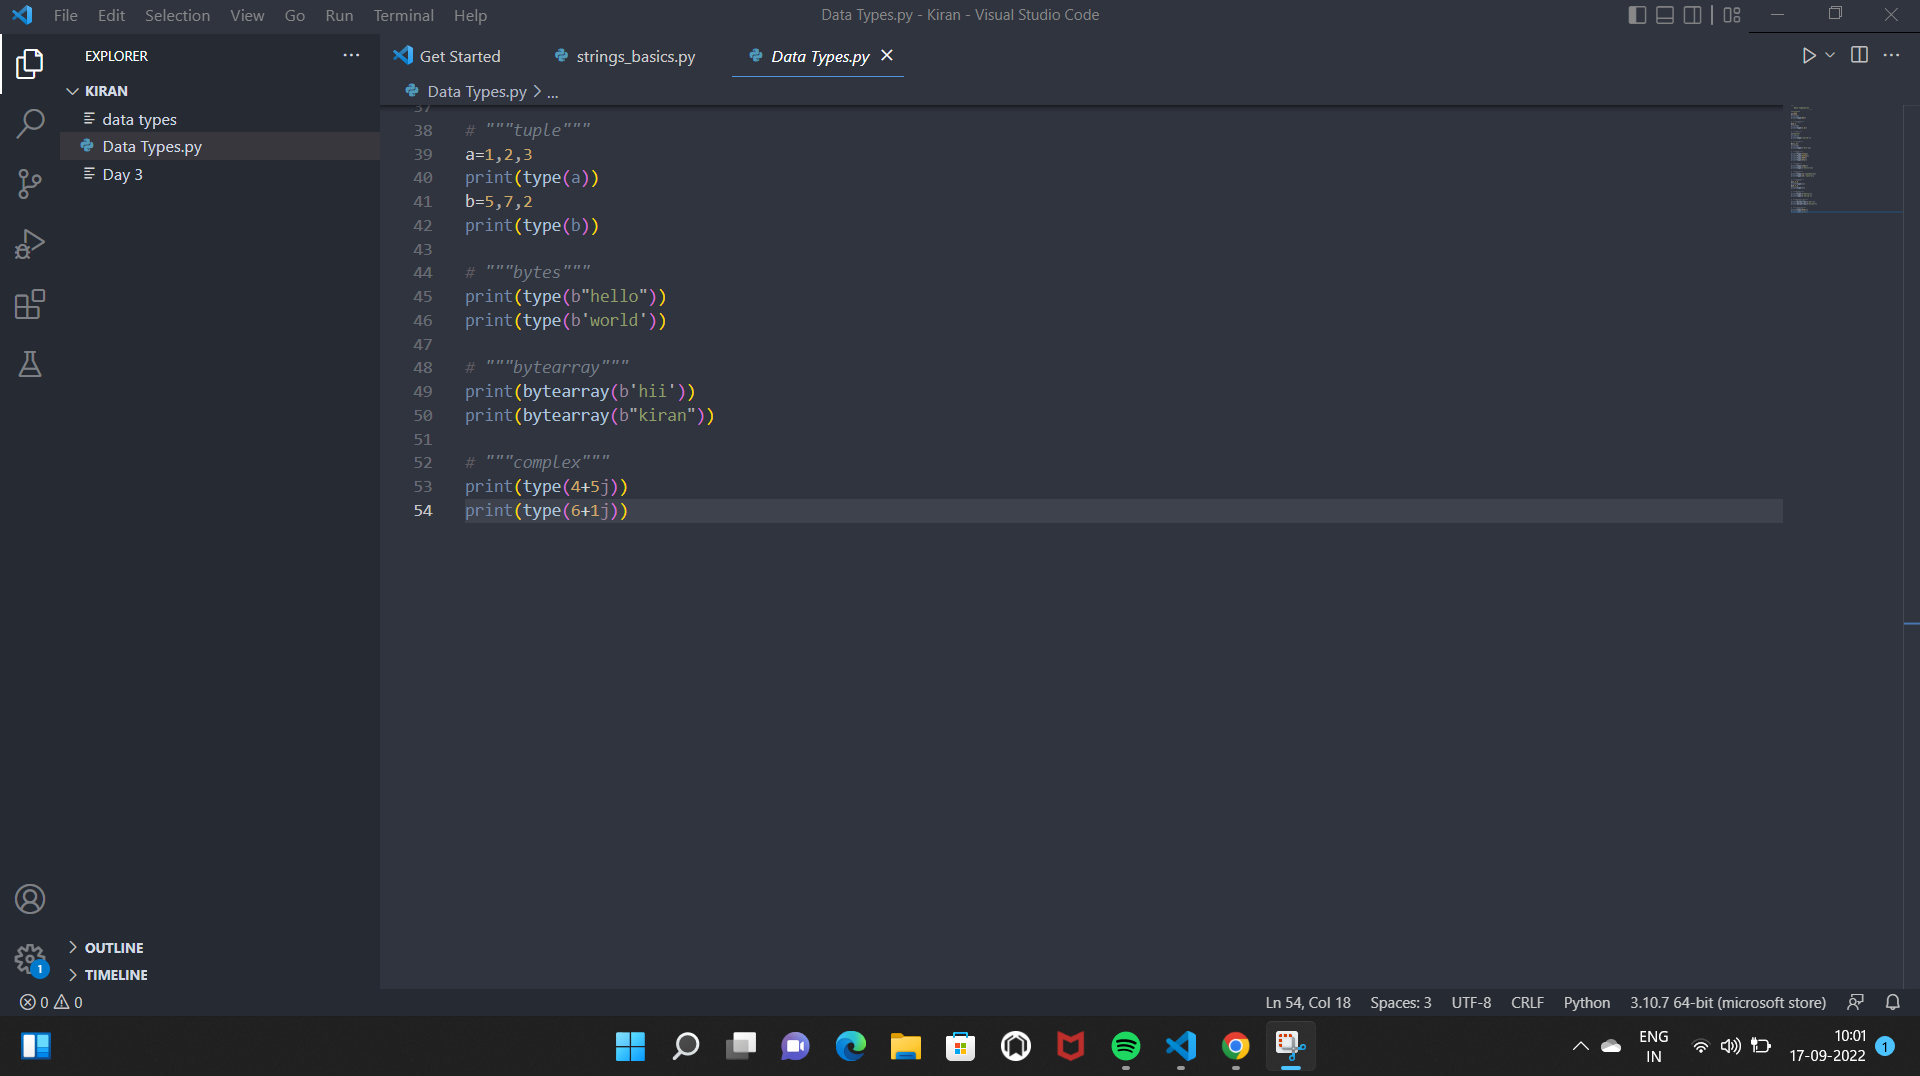 File Edit Selection View Go Run Terminal Help
Data Types.py - Kiran - Visual Studio Code
EXPLORER
KIRAN
data types
Data Types.py
Day 3
Get Started
strings_basics.py
Data Types.py
Data Types.py > ...
37
38 # """tuple"""
39 a=1,2,3
40 print(type(a))
41 b=5,7,2
42 print(type(b))
43
44 # """bytes"""
45 print(type(b"hello"))
46 print(type(b'world'))
47
48 # """bytearray"""
49 print(bytearray(b'hii'))
50 print(bytearray(b"kiran"))
51
52 # """complex"""
53 print(type(4+5j))
54 print(type(6+1j))
OUTLINE
1
TIMELINE
0 0
Ln 54, Col 18 Spaces: 3 UTF-8 CRLF Python 3.10.7 64-bit (microsoft store)
ENG
IN
10:01
17-09-2022
1